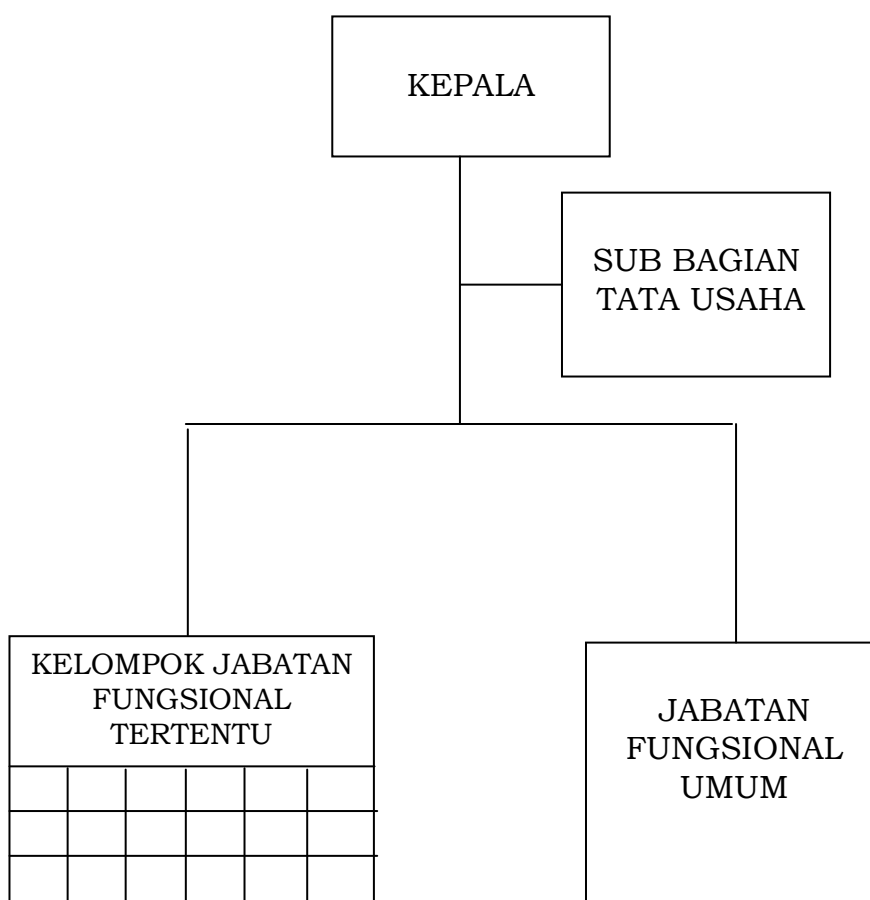 KEPALA
SUB BAGIAN
TATA USAHA
KELOMPOK JABATAN
FUNGSIONAL
TERTENTU
JABATAN
FUNGSIONAL
UMUM